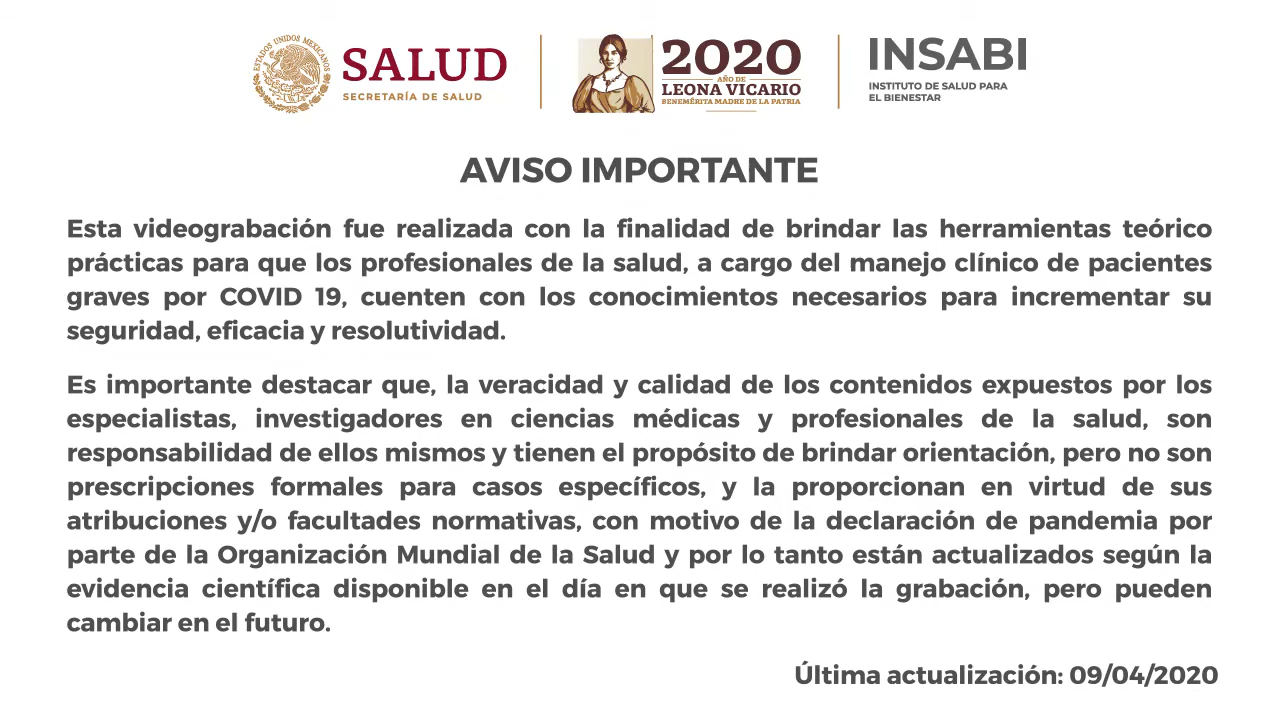 ESTADOS UNIDOS MEXICANOS
SALUD
SECRETARÍA DE SALUD
2020
AÑO DE
LEONA VICARIO
BENEMÉRITA MADRE DE LA PATRIA
INSABI
INSTITUTO DE SALUD PARA
EL BIENESTAR
AVISO IMPORTANTE
Esta videograbación fue realizada con la finalidad de brindar las herramientas teórico
prácticas para que los profesionales de la salud, a cargo del manejo clínico de pacientes
graves por COVID 19, cuenten con los conocimientos necesarios para incrementar su
seguridad, eficacia y resolutividad.
Es importante destacar que, la veracidad y calidad de los contenidos expuestos por los
especialistas, investigadores en ciencias médicas y profesionales de la salud, son
responsabilidad de ellos mismos y tienen el propósito de brindar orientación, pero no son
prescripciones formales para casos específicos, y la proporcionan en virtud de sus
atribuciones y/o facultades normativas, con motivo de la declaración de pandemia por
parte de la Organización Mundial de la Salud y por lo tanto están actualizados según la
evidencia científica disponible en el día en que se realizó la grabación, pero pueden
cambiar en el futuro.
Última actualización: 09/04/2020